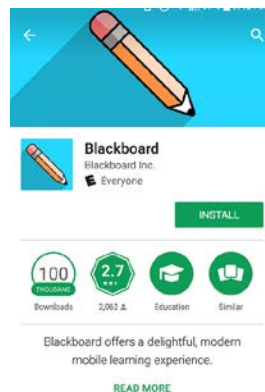 Blackboard
Blackboard Inc.
E Everyone
INSTALL
100
THOUSAND
Downloads
2.7
2,062
Education
Similar
Blackboard offers a delightful, modern
mobile learning experience.
READ MORE